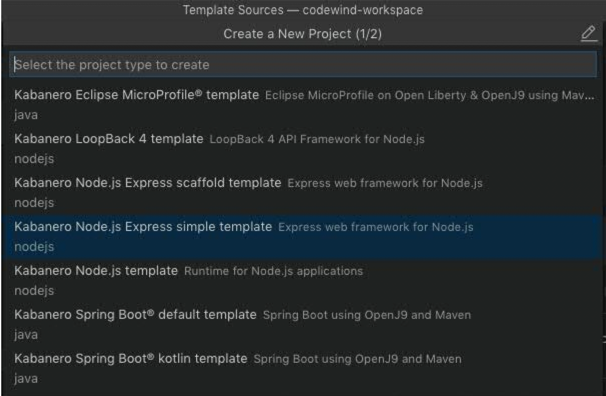 Template Sources — codewind-workspace
Create a New Project (1/2)
Select the project type to create
Kabanero Eclipse MicroProfile® template Eclipse MicroProfile on Open Liberty & OpenJ9 using Mav...
java
Kabanero LoopBack 4 template LoopBack 4 API Framework for Node.js
nodejs
Kabanero Node.js Express scaffold template Express web framework for Node.js
nodejs
Kabanero Node.js Express simple template Express web framework for Node.js
nodejs
Kabanero Node.js template Runtime for Node.js applications
nodejs
Kabanero Spring Boot® default template Spring Boot using OpenJ9 and Maven
java
Kabanero Spring Boot® kotlin template Spring Boot using OpenJ9 and Maven
java